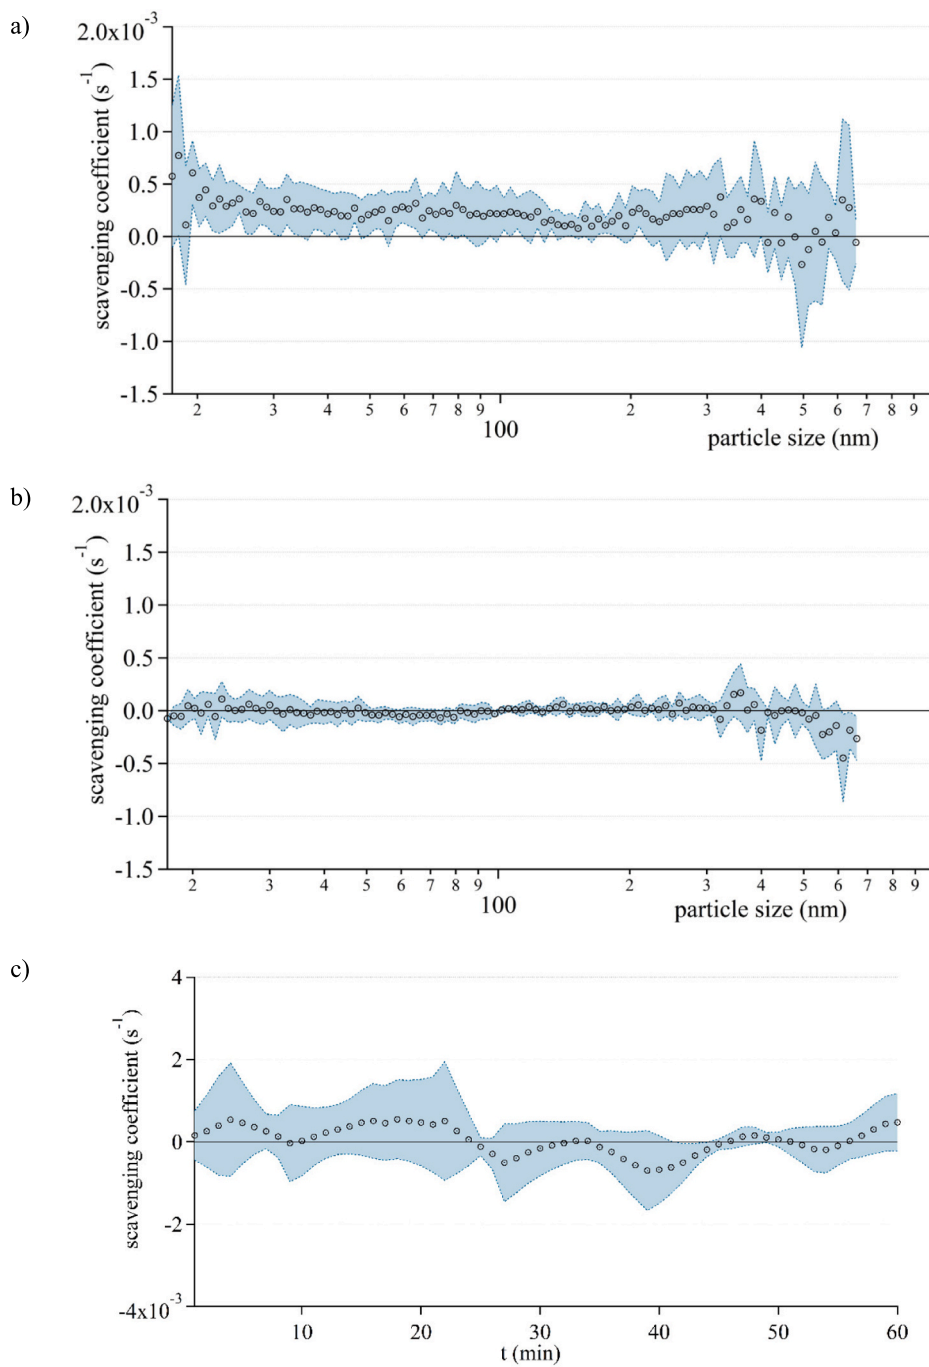 a)
2.0x10-3
1.5
1.0
0.5
0.0
-0.5
-1.0
-1.5
scavenging coefficient (s-1)
2 3 4 5 6 7 8 9 2 3 4 5 6 7 8 9
100
particle size (nm)
b)
2.0x10-3
1.5
1.0
0.5
0.0
-0.5
-1.0
-1.5
scavenging coefficient (s-1)
2 3 4 5 6 7 8 9 2 3 4 5 6 7 8 9
100
particle size (nm)
c)
4
2
0
-2
-4x10-3
scavenging coefficient (s-1)
10 20 30 40 50 60
t (min)